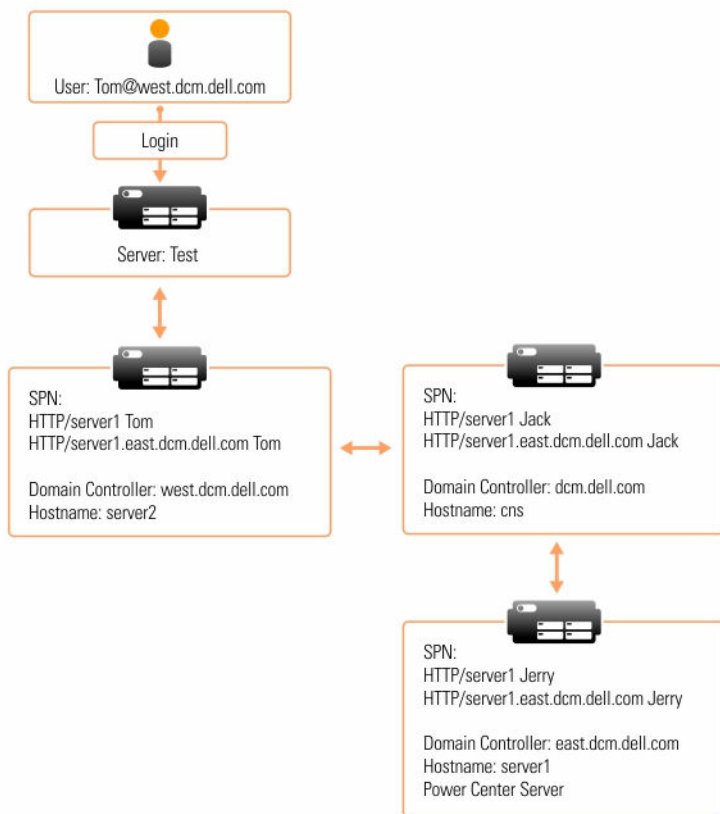 User: Tom@west.dcm.dell.com
Login
Server: Test
SPN:
HTTP/server1 Tom
HTTP/server1.east.dcm.dell.com Tom
Domain Controller: west.dcm.dell.com
Hostname: server2
SPN:
HTTP/server1 Jack
HTTP/server1.east.dcm.dell.com Jack
Domain Controller: dcm.dell.com
Hostname: cns
SPN:
HTTP/server1 Jerry
HTTP/server1.east.dcm.dell.com Jerry
Domain Controller: east.dcm.dell.com
Hostname: server1
Power Center Server